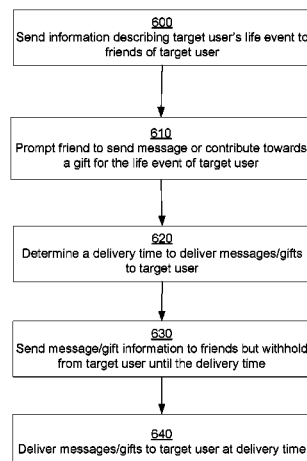 600
Send information describing target user's life event to
friends of target user
610
Prompt friend to send message or contribute towards
a gift for the life event of target user
620
Determine a delivery time to deliver messages/gifts
to target user
630
Send message/gift information to friends but withhold
from target user until the delivery time
640
Deliver messages/gifts to target user at delivery time